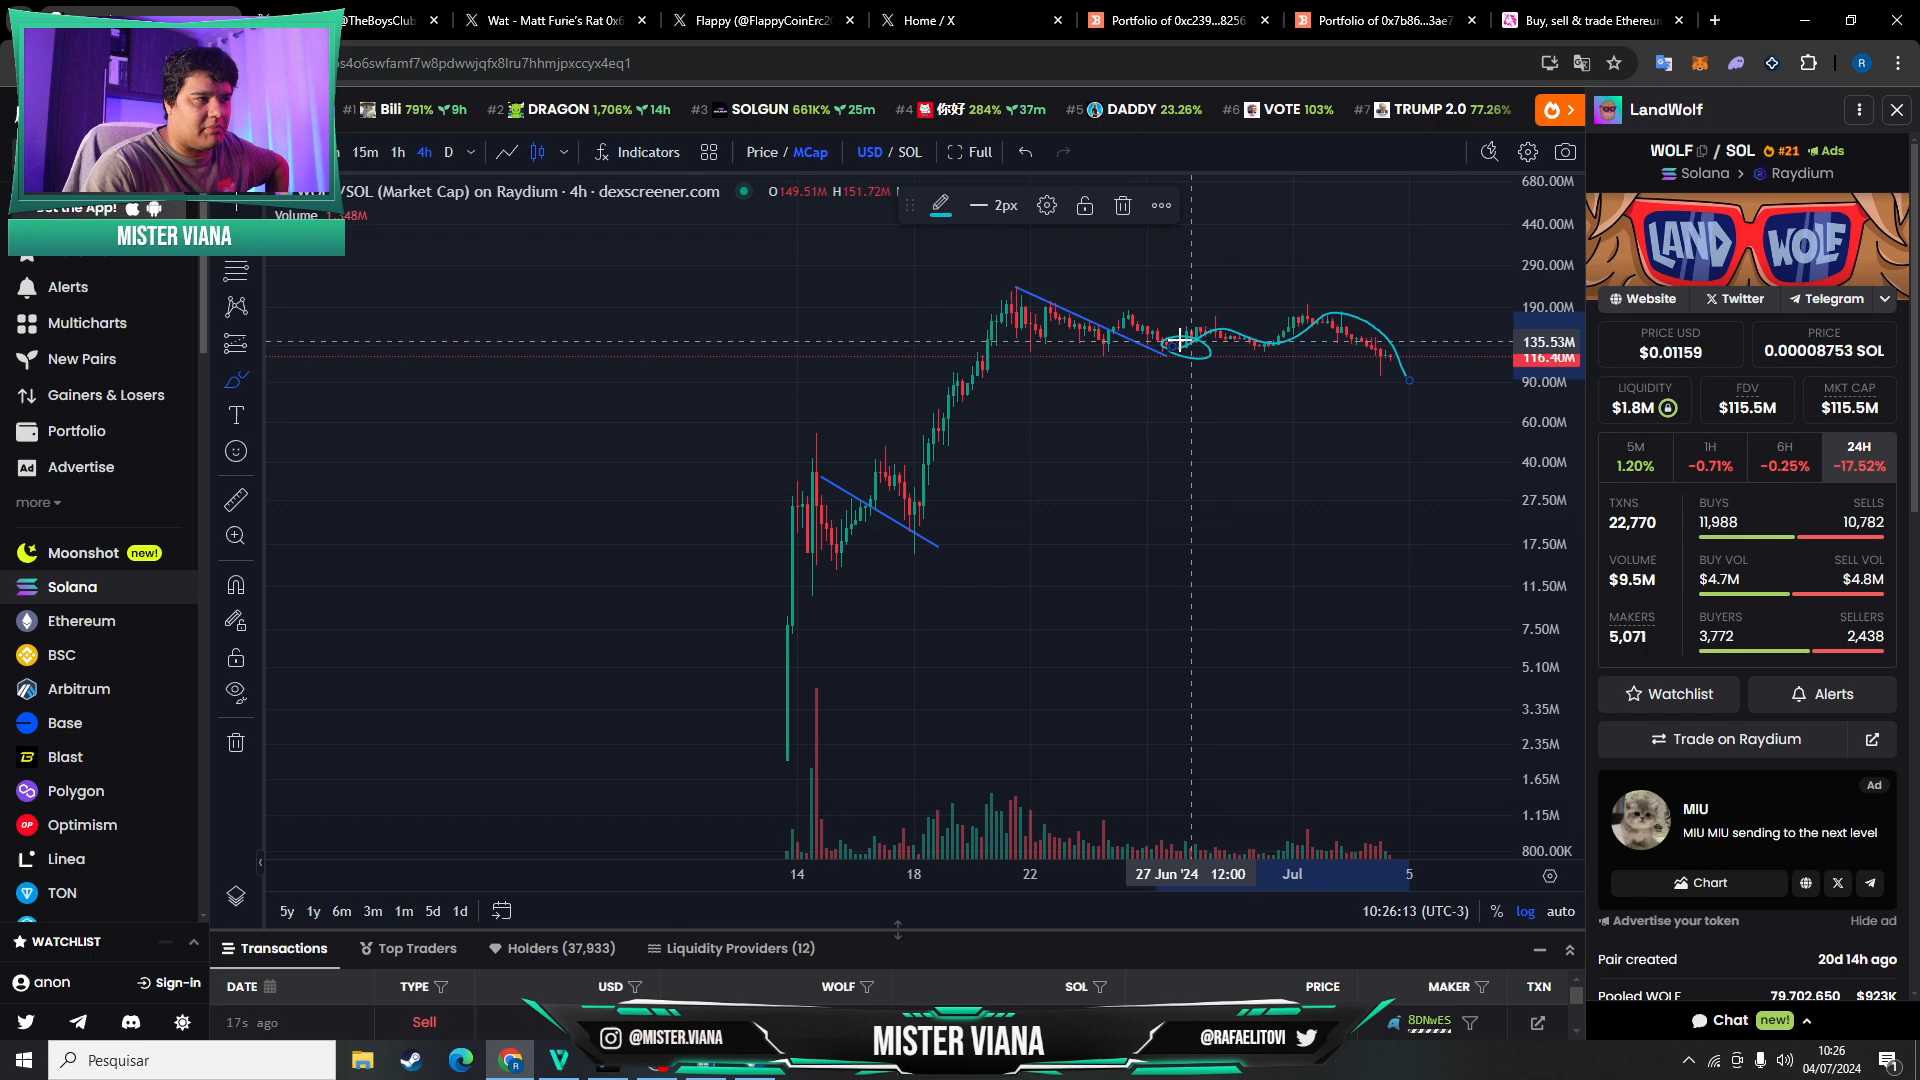 @TheBoysClub
Wat - Matt Furie's Rat 0x6
Flappy (@FlappyCoinErc2
Home / X
Portfolio of 0xc239...8256
Portfolio of 0x7b86...3ae7
Buy, sell & trade Ethereun
s4o6swfamf7w8pdwwjqfx8lru7hhmjpxccyx4eq1
#1 Bili 791% 9h
#2 DRAGON 1,706% 14h
#3 SOLGUN 661K% 25m
#4 你好 284% 37m
#5 DADDY 23.26%
#6 VOTE 103%
#7 TRUMP 2.0 77.26%
LandWolf
15m 1h 4h D
Indicators
Price / MCap
USD / SOL
Full
/SOL (Market Cap) on Raydium · 4h · dexscreener.com
O149.51M H151.72M
Volume
2px
MISTER VIANA
Alerts
Multicharts
New Pairs
Gainers & Losers
Portfolio
Ad Advertise
more
Moonshot new!
Solana
Ethereum
BSC
Arbitrum
Base
Blast
Polygon
Optimism
Linea
TON
WATCHLIST
anon
Sign-in
680.00M
440.00M
290.00M
190.00M
135.53M
116.40M
90.00M
60.00M
40.00M
27.50M
17.50M
11.50M
7.50M
5.10M
3.35M
2.35M
1.65M
1.15M
800.00K
14
18
22
27 Jun '24 12:00
Jul
5
5y 1y 6m 3m 1m 5d 1d
10:26:13 (UTC-3)
% log auto
Transactions
Top Traders
Holders (37,933)
Liquidity Providers (12)
DATE
TYPE
USD
WOLF
SOL
PRICE
MAKER
TXN
17s ago
Sell
8DNwES
@MISTER.VIANA
MISTER VIANA
@RAFAELITOVI
WOLF / SOL #21 Ads
Solana > Raydium
LAND WOLF
Website
Twitter
Telegram
PRICE USD
$0.01159
PRICE
0.00008753 SOL
LIQUIDITY
$1.8M
FDV
$115.5M
MKT CAP
$115.5M
5M
1.20%
1H
-0.71%
6H
-0.25%
24H
-17.52%
TXNS
22,770
BUYS
11,988
SELLS
10,782
VOLUME
$9.5M
BUY VOL
$4.7M
SELL VOL
$4.8M
MAKERS
5,071
BUYERS
3,772
SELLERS
2,438
Watchlist
Alerts
Trade on Raydium
Ad
MIU
MIU MIU sending to the next level
Chart
Advertise your token
Hide ad
Pair created
20d 14h ago
Pooled WOLF
79,702,650 $923K
Chat new!
Pesquisar
10:26
04/07/2024